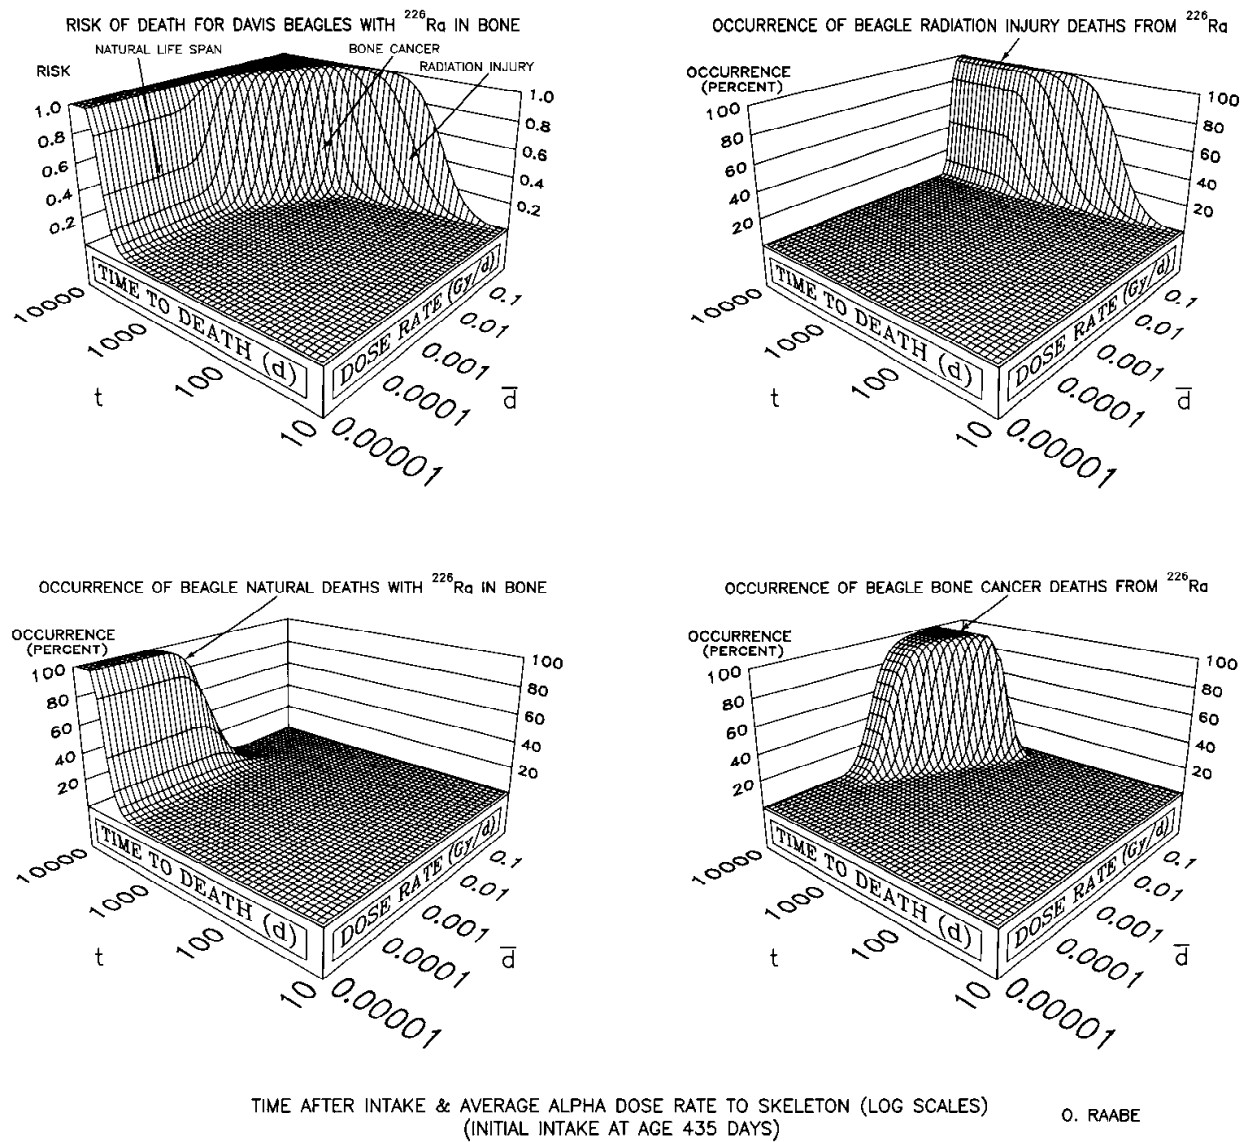 RISK OF DEATH FOR DAVIS BEAGLES WITH ²²⁶Ra IN BONE
NATURAL LIFE SPAN
BONE CANCER
RADIATION INJURY
RISK
1.0
0.8
0.6
0.4
0.2
1.0
0.8
0.6
0.4
0.2
TIME TO DEATH (d)
DOSE RATE (Gy/d)
10000
1000
100
10
t
0.1
0.01
0.001
0.0001
0.00001
d̅
OCCURRENCE OF BEAGLE RADIATION INJURY DEATHS FROM ²²⁶Ra
OCCURRENCE
(PERCENT)
100
80
60
40
20
100
80
60
40
20
TIME TO DEATH (d)
DOSE RATE (Gy/d)
10000
1000
100
10
t
0.1
0.01
0.001
0.0001
0.00001
d̅
OCCURRENCE OF BEAGLE NATURAL DEATHS WITH ²²⁶Ra IN BONE
OCCURRENCE
(PERCENT)
100
80
60
40
20
100
80
60
40
20
TIME TO DEATH (d)
DOSE RATE (Gy/d)
10000
1000
100
10
t
0.1
0.01
0.001
0.0001
0.00001
d̅
OCCURRENCE OF BEAGLE BONE CANCER DEATHS FROM ²²⁶Ra
OCCURRENCE
(PERCENT)
100
80
60
40
20
100
80
60
40
20
TIME TO DEATH (d)
DOSE RATE (Gy/d)
10000
1000
100
10
t
0.1
0.01
0.001
0.0001
0.00001
d̅
TIME AFTER INTAKE & AVERAGE ALPHA DOSE RATE TO SKELETON (LOG SCALES)
(INITIAL INTAKE AT AGE 435 DAYS)
O. RAABE